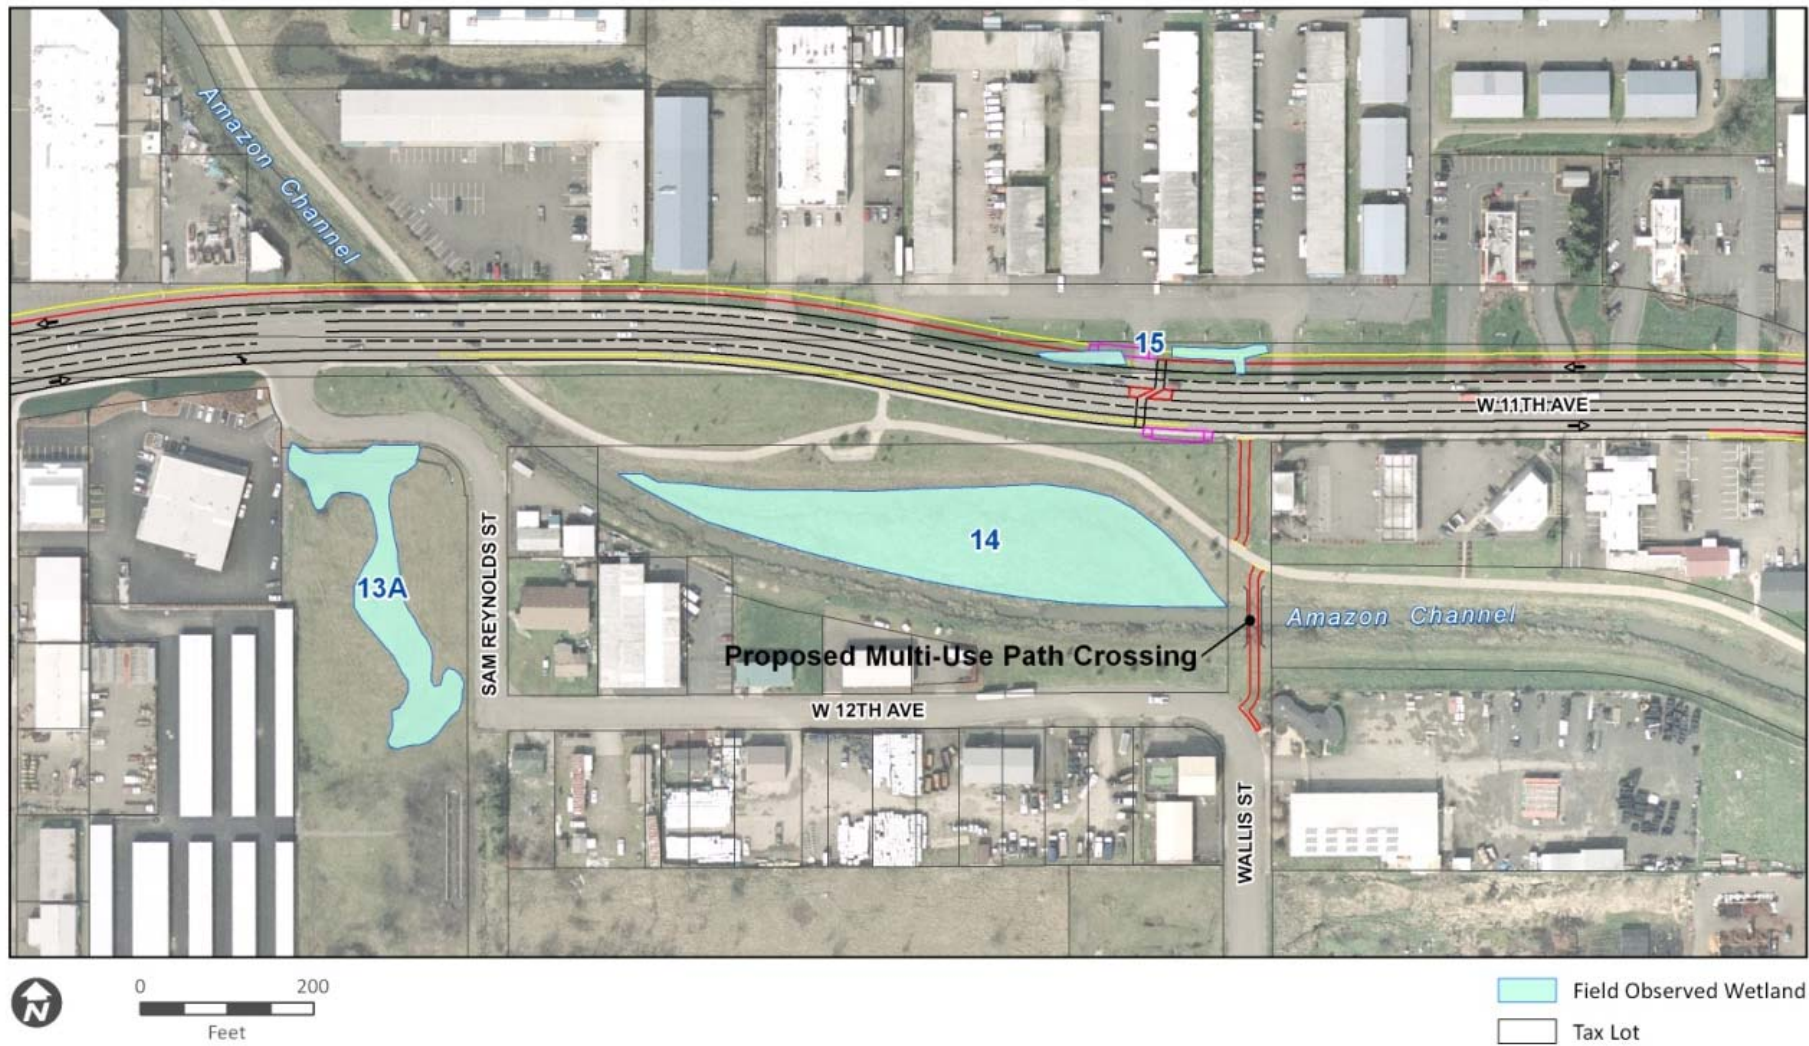 Amazon Channel
15
W 11TH AVE
14
13A
SAM REYNOLDS ST
Amazon Channel
Proposed Multi-Use Path Crossing
W 12TH AVE
WALLIS ST
N
0 200
Feet
Field Observed Wetland
Tax Lot